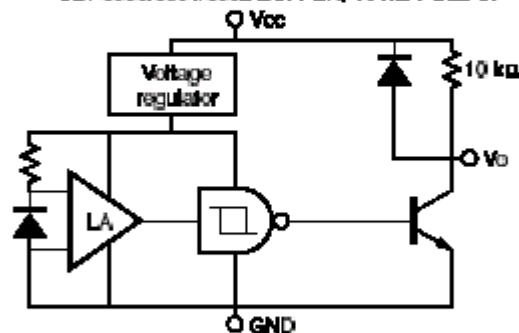 Vcc
Voltage
regulator
10 kΩ
Vo
LA
GND